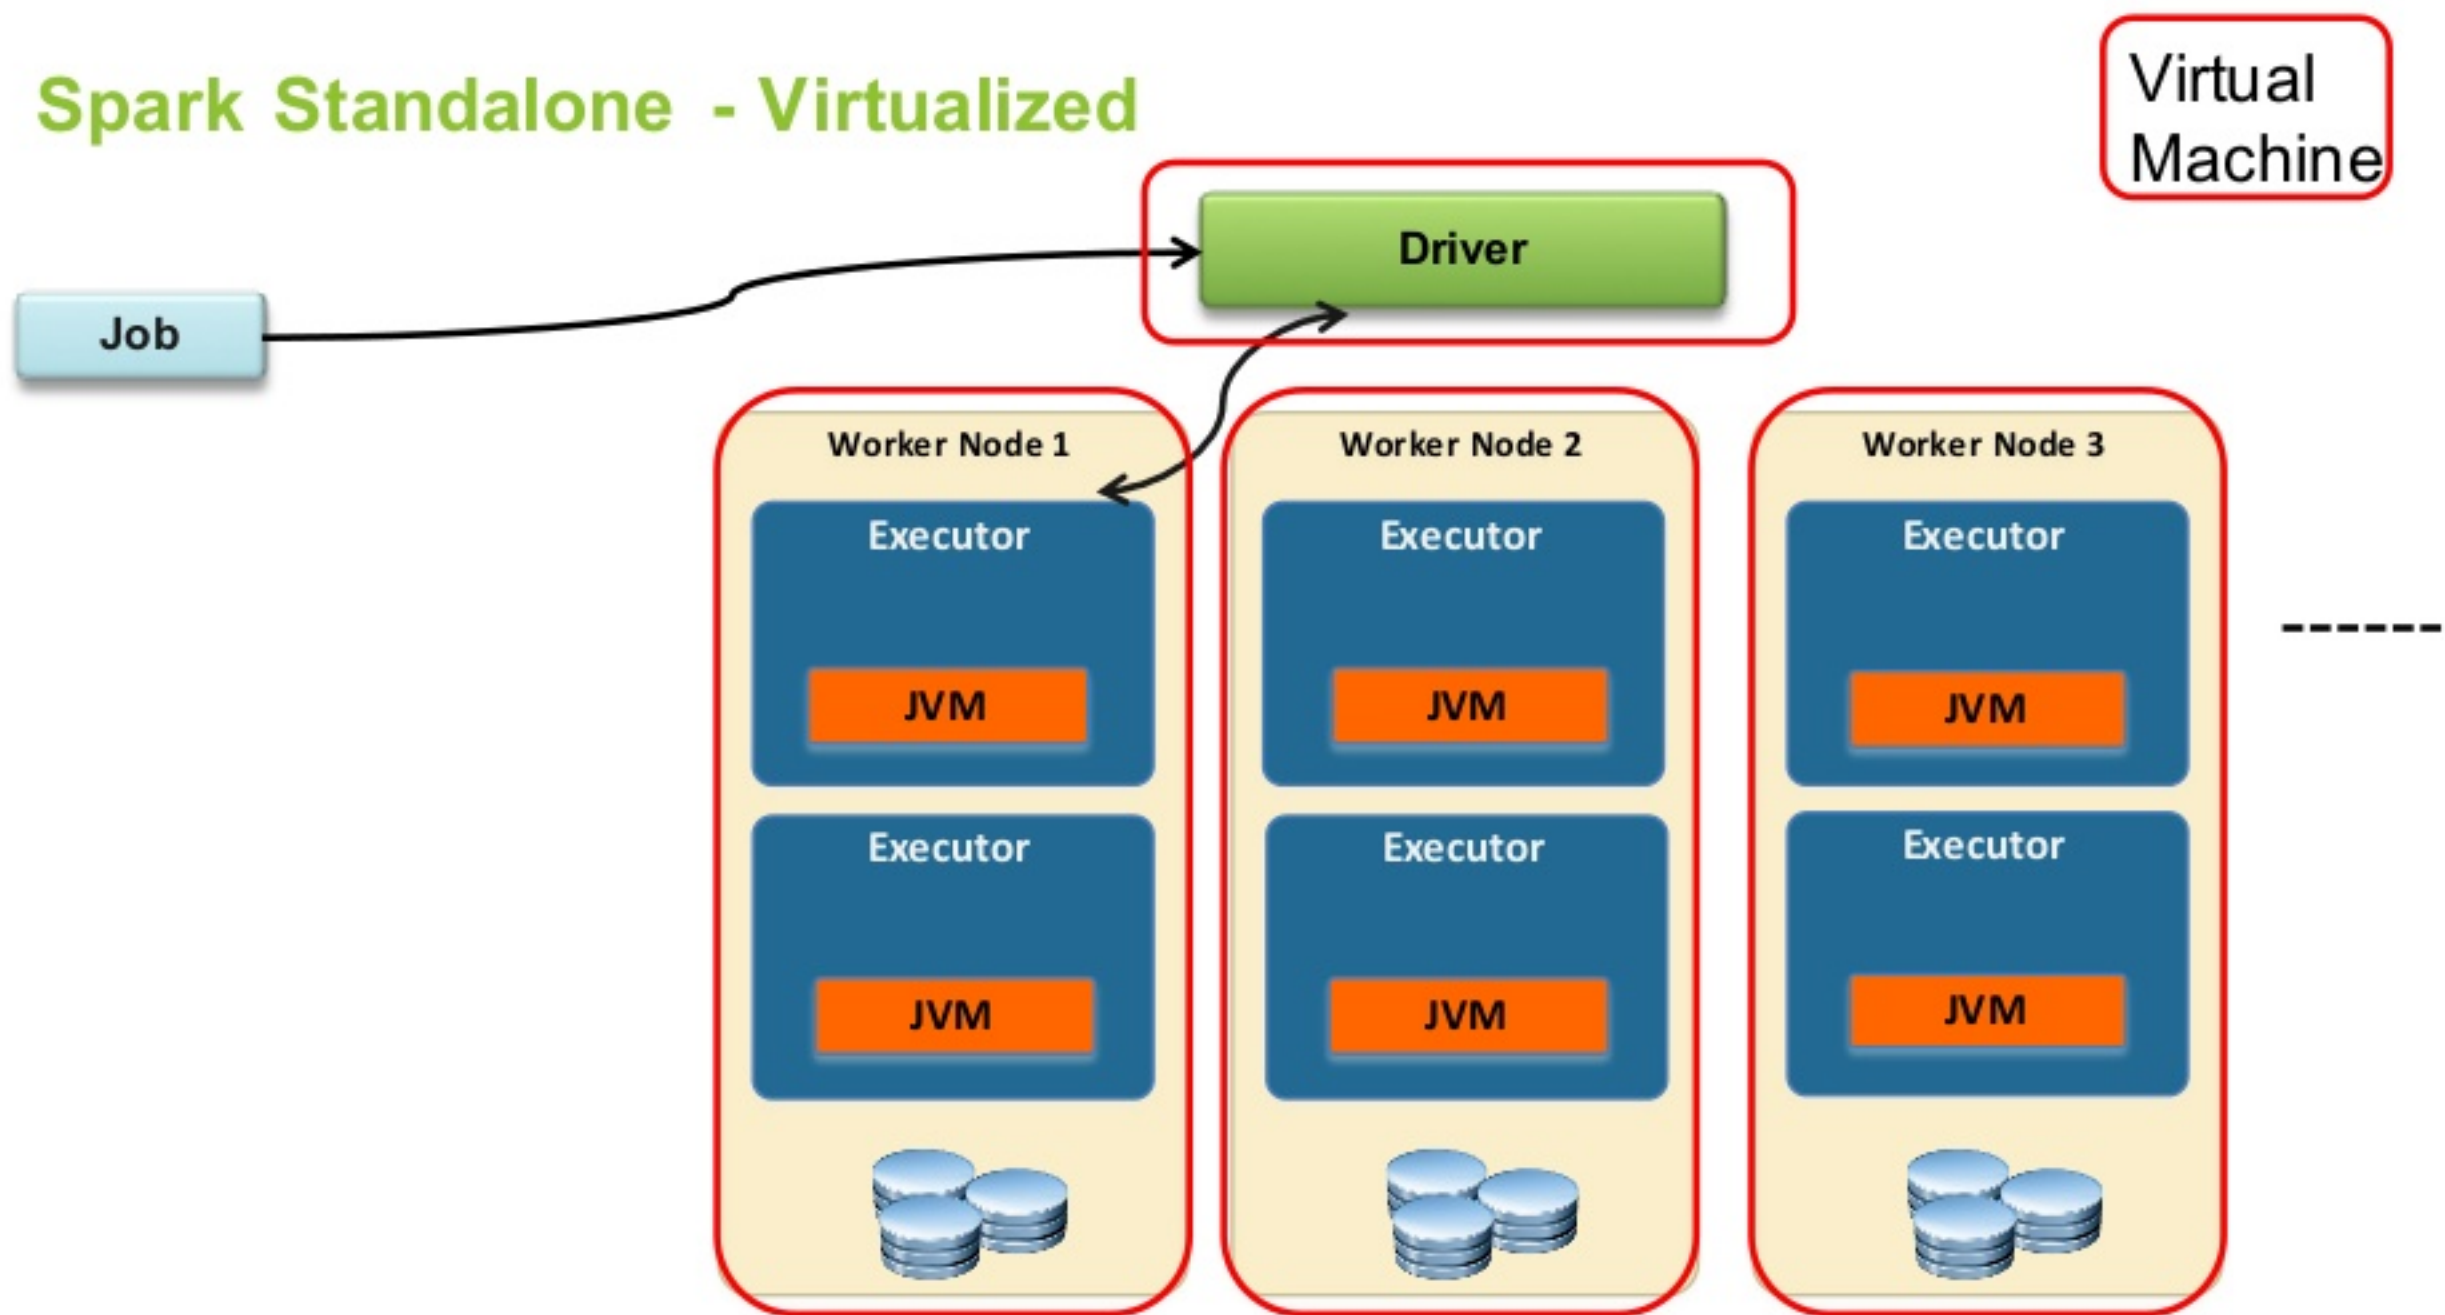 Spark Standalone - Virtualized
Virtual
Machine
Driver
Job
Worker Node 1
Worker Node 2
Worker Node 3
Executor
Executor
Executor
JVM
JVM
JVM
Executor
Executor
Executor
JVM
JVM
JVM